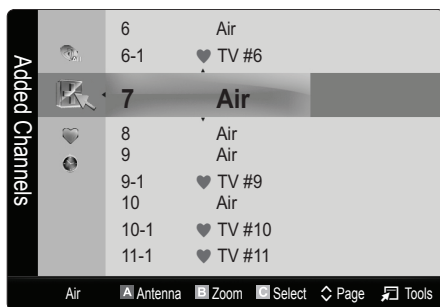 Added Channels
6 Air
6-1 ♥ TV #6
7 Air
8 Air
9 Air
9-1 ♥ TV #9
10 Air
10-1 ♥ TV #10
11-1 ♥ TV #11
Air A Antenna B Zoom C Select Page Tools